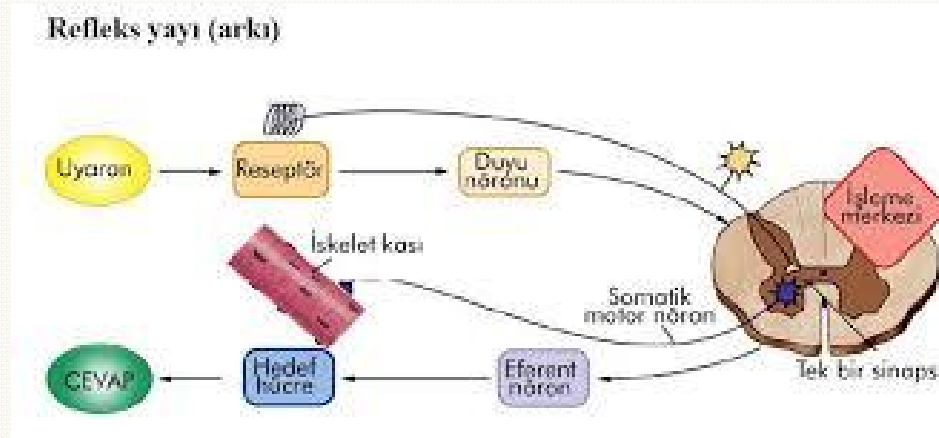 Refleks yayı (arkı)
Uyaran
Reseptör
Duyu
nöronu
İşleme
merkezi
İskelet kası
Somatik
motor nöron
Tek bir sinaps
Eferent
nöron
Hedef
hücre
CEVAP